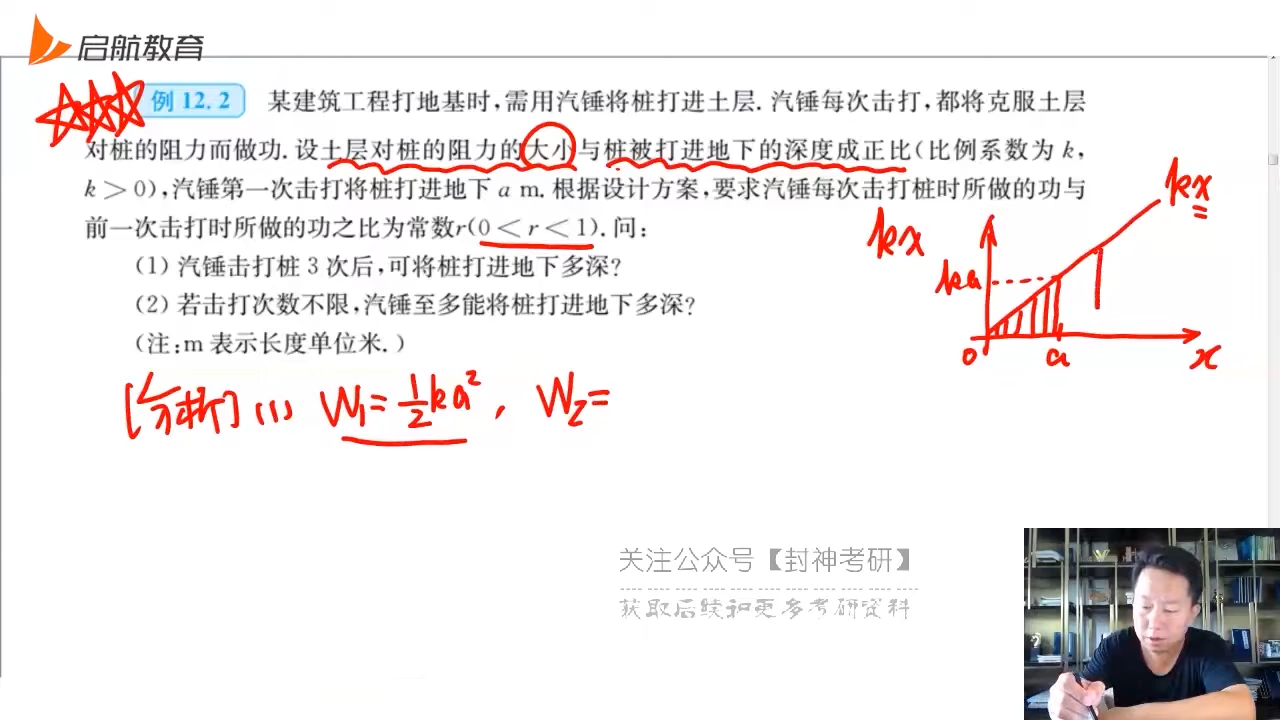 启航教育
例 12.2 某建筑工程打地基时,需用汽锤将桩打进土层.汽锤每次击打,都将克服土层
对桩的阻力而做功.设土层对桩的阻力的大小与桩被打进地下的深度成正比(比例系数为 k,
k>0),汽锤第一次击打将桩打进地下 a m.根据设计方案,要求汽锤每次击打桩时所做的功与
前一次击打时所做的功之比为常数r(0<r<1).问:
(1) 汽锤击打桩 3 次后,可将桩打进地下多深?
(2) 若击打次数不限,汽锤至多能将桩打进地下多深?
(注:m 表示长度单位米.)
kx
kx
ka
0
a
x
[分析] (1) W₁=½ka², W₂=
关注公众号【封神考研】
获取后续和更多考研资料